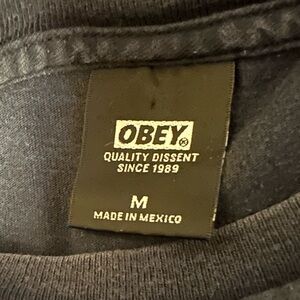 OBEY®
QUALITY DISSENT
SINCE 1989
M
MADE IN MEXICO